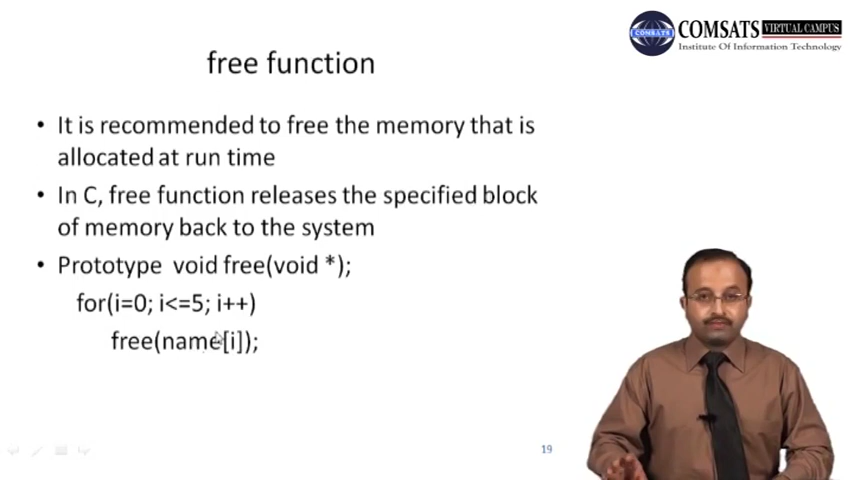 COMSATS VIRTUAL CAMPUS
COMSATS Institute Of Information Technology
free function
• It is recommended to free the memory that is
allocated at run time
• In C, free function releases the specified block
of memory back to the system
• Prototype void free(void *);
for(i=0; i<=5; i++)
free(name[i]);
19